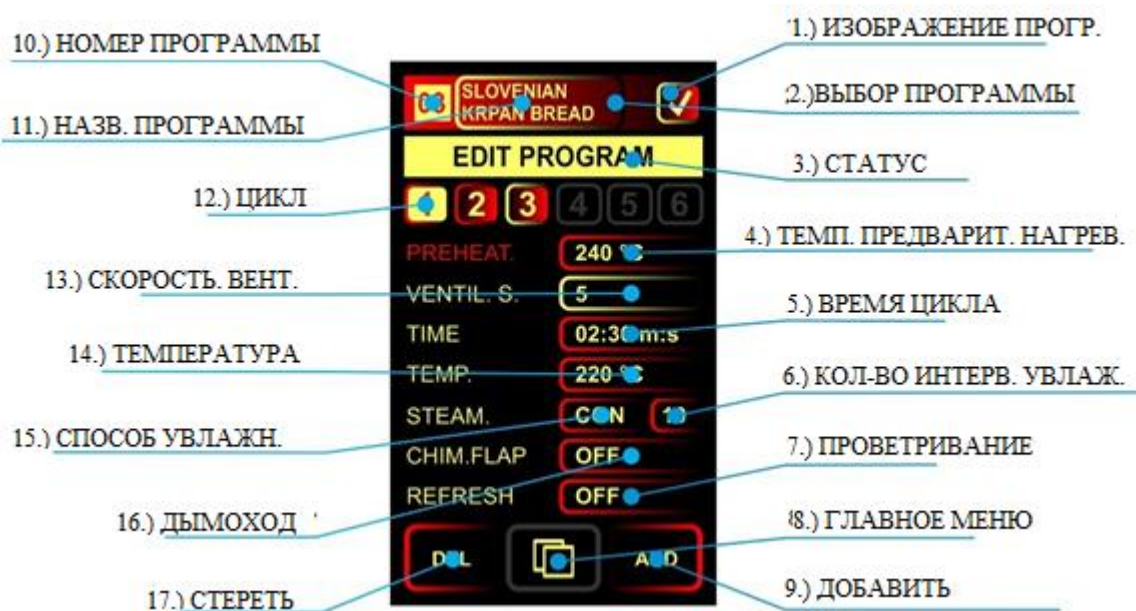 10.) НОМЕР ПРОГРАММЫ
11.) НАЗВ. ПРОГРАММЫ
12.) ЦИКЛ
13.) СКОРОСТЬ. ВЕНТ.
14.) ТЕМПЕРАТУРА
15.) СПОСОБ УВЛАЖН.
16.) ДЫМОХОД
17.) СТЕРЕТЬ
SLOVENIAN
KRPAN BREAD
EDIT PROGRAM
2 3 4 5 6
PREHEAT. 240 °C
VENTIL. S. 5
TIME 02:30 m:s
TEMP. 220 °C
STEAM. CON
CHIM.FLAP OFF
REFRESH OFF
1.) ИЗОБРАЖЕНИЕ ПРОГР.
2.)ВЫБОР ПРОГРАММЫ
3.) СТАТУС
4.) ТЕМП. ПРЕДВАРИТ. НАГРЕВ.
5.) ВРЕМЯ ЦИКЛА
6.) КОЛ-ВО ИНТЕРВ. УВЛАЖ.
7.) ПРОВЕТРИВАНИЕ
8.) ГЛАВНОЕ МЕНЮ
9.) ДОБАВИТЬ